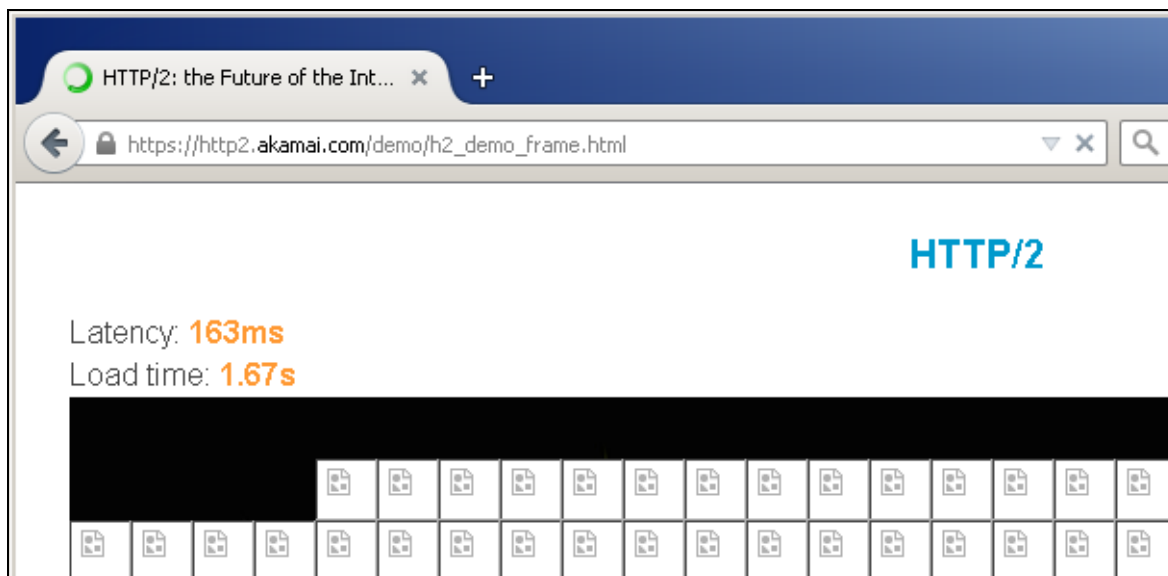 HTTP/2: the Future of the Int...
https://http2.akamai.com/demo/h2_demo_frame.html
HTTP/2
Latency: 163ms
Load time: 1.67s